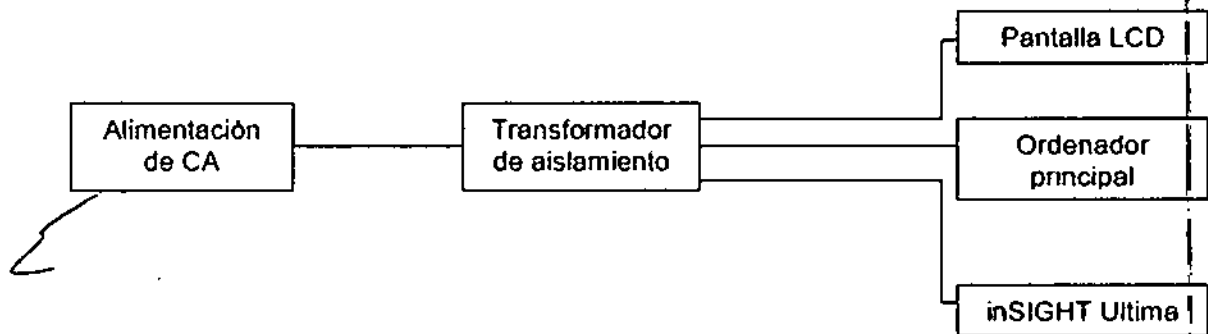 Pantalla LCD
Alimentación
de CA
Transformador
de aislamiento
Ordenador
principal
inSIGHT Ultima